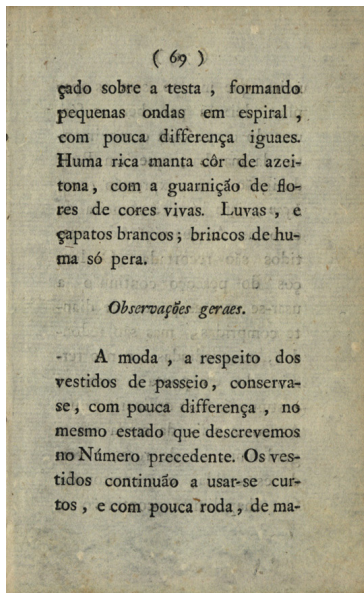 ( 69 )
çado sobre a testa , formando
pequenas ondas em espiral ,
com pouca differença iguaes.
Huma rica manta côr de azei-
tona, com a guarnição de flo-
res de cores vivas. Luvas , e
çapatos brancos ; brincos de hu-
ma só pera.
Observações geraes.
A moda , a respeito dos
vestidos de passeio, conserva-
se, com pouca differença , no
mesmo estado que descrevemos
no Número precedente. Os ves-
tidos continuão a usar-se cur-
tos , e com pouca roda, de ma-